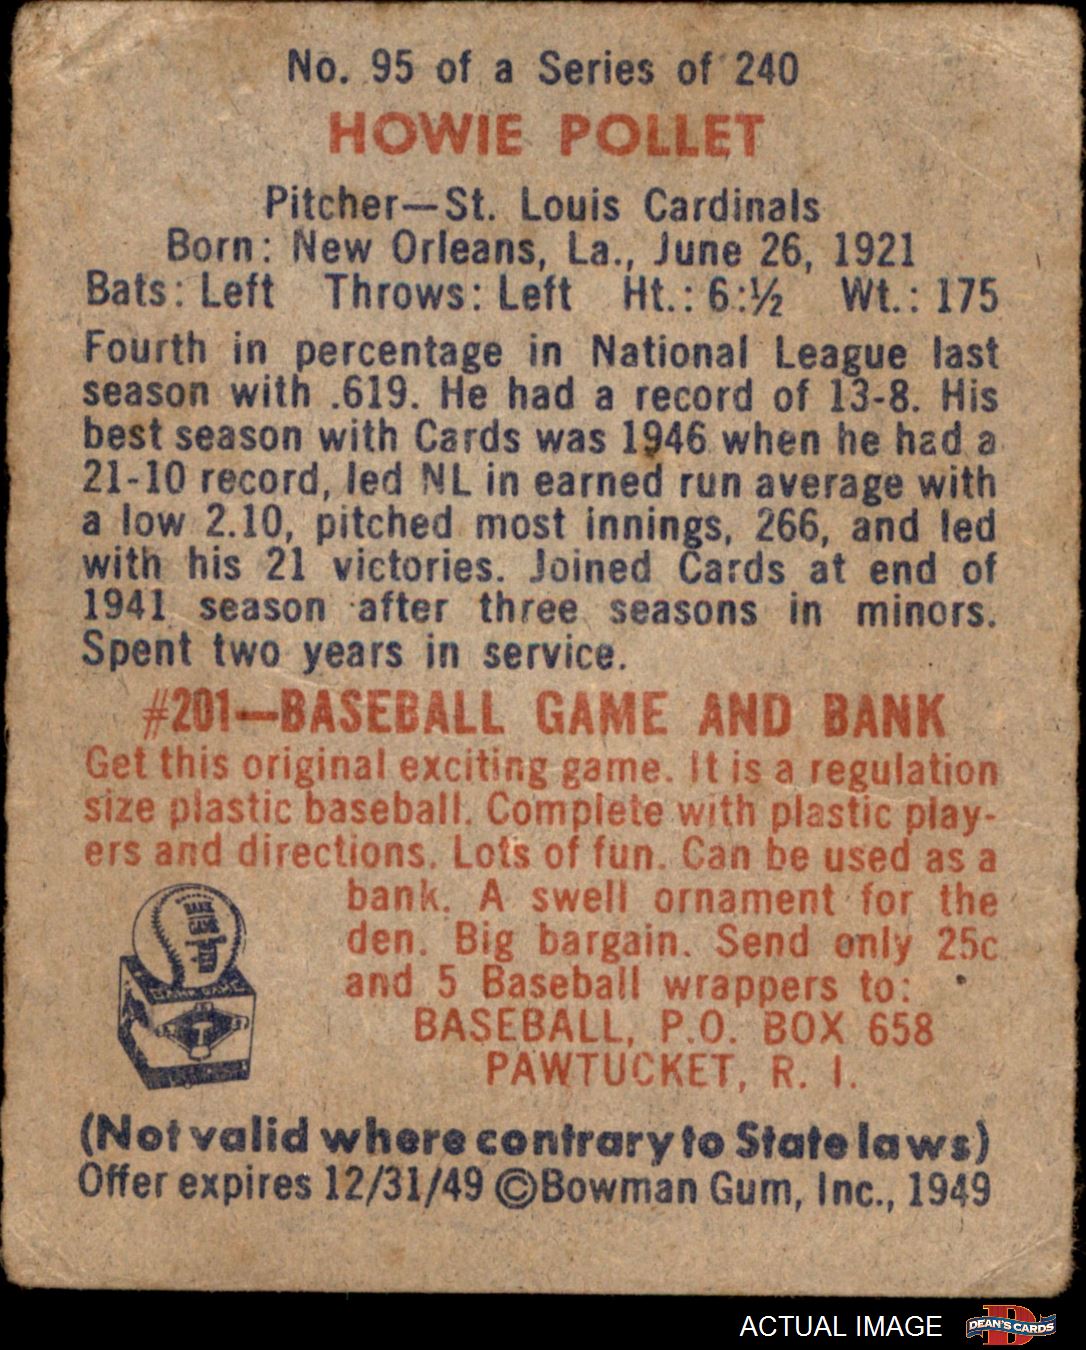 No. 95 of a Series of 240
HOWIE POLLET
Pitcher—St. Louis Cardinals
Born: New Orleans, La., June 26, 1921
Bats: Left Throws: Left Ht.: 6:½ Wt.: 175
Fourth in percentage in National League last
season with .619. He had a record of 13-8. His
best season with Cards was 1946 when he had a
21-10 record, led NL in earned run average with
a low 2.10, pitched most innings, 266, and led
with his 21 victories. Joined Cards at end of
1941 season after three seasons in minors.
Spent two years in service.
#201—BASEBALL GAME AND BANK
Get this original exciting game. It is a regulation
size plastic baseball. Complete with plastic play-
ers and directions. Lots of fun. Can be used as a
bank. A swell ornament for the
den. Big bargain. Send only 25c
and 5 Baseball wrappers to:
BASEBALL, P.O. BOX 658
PAWTUCKET, R. I.
(Not valid where contrary to State laws)
Offer expires 12/31/49 ©Bowman Gum, Inc., 1949
ACTUAL IMAGE
DEAN'S CARDS